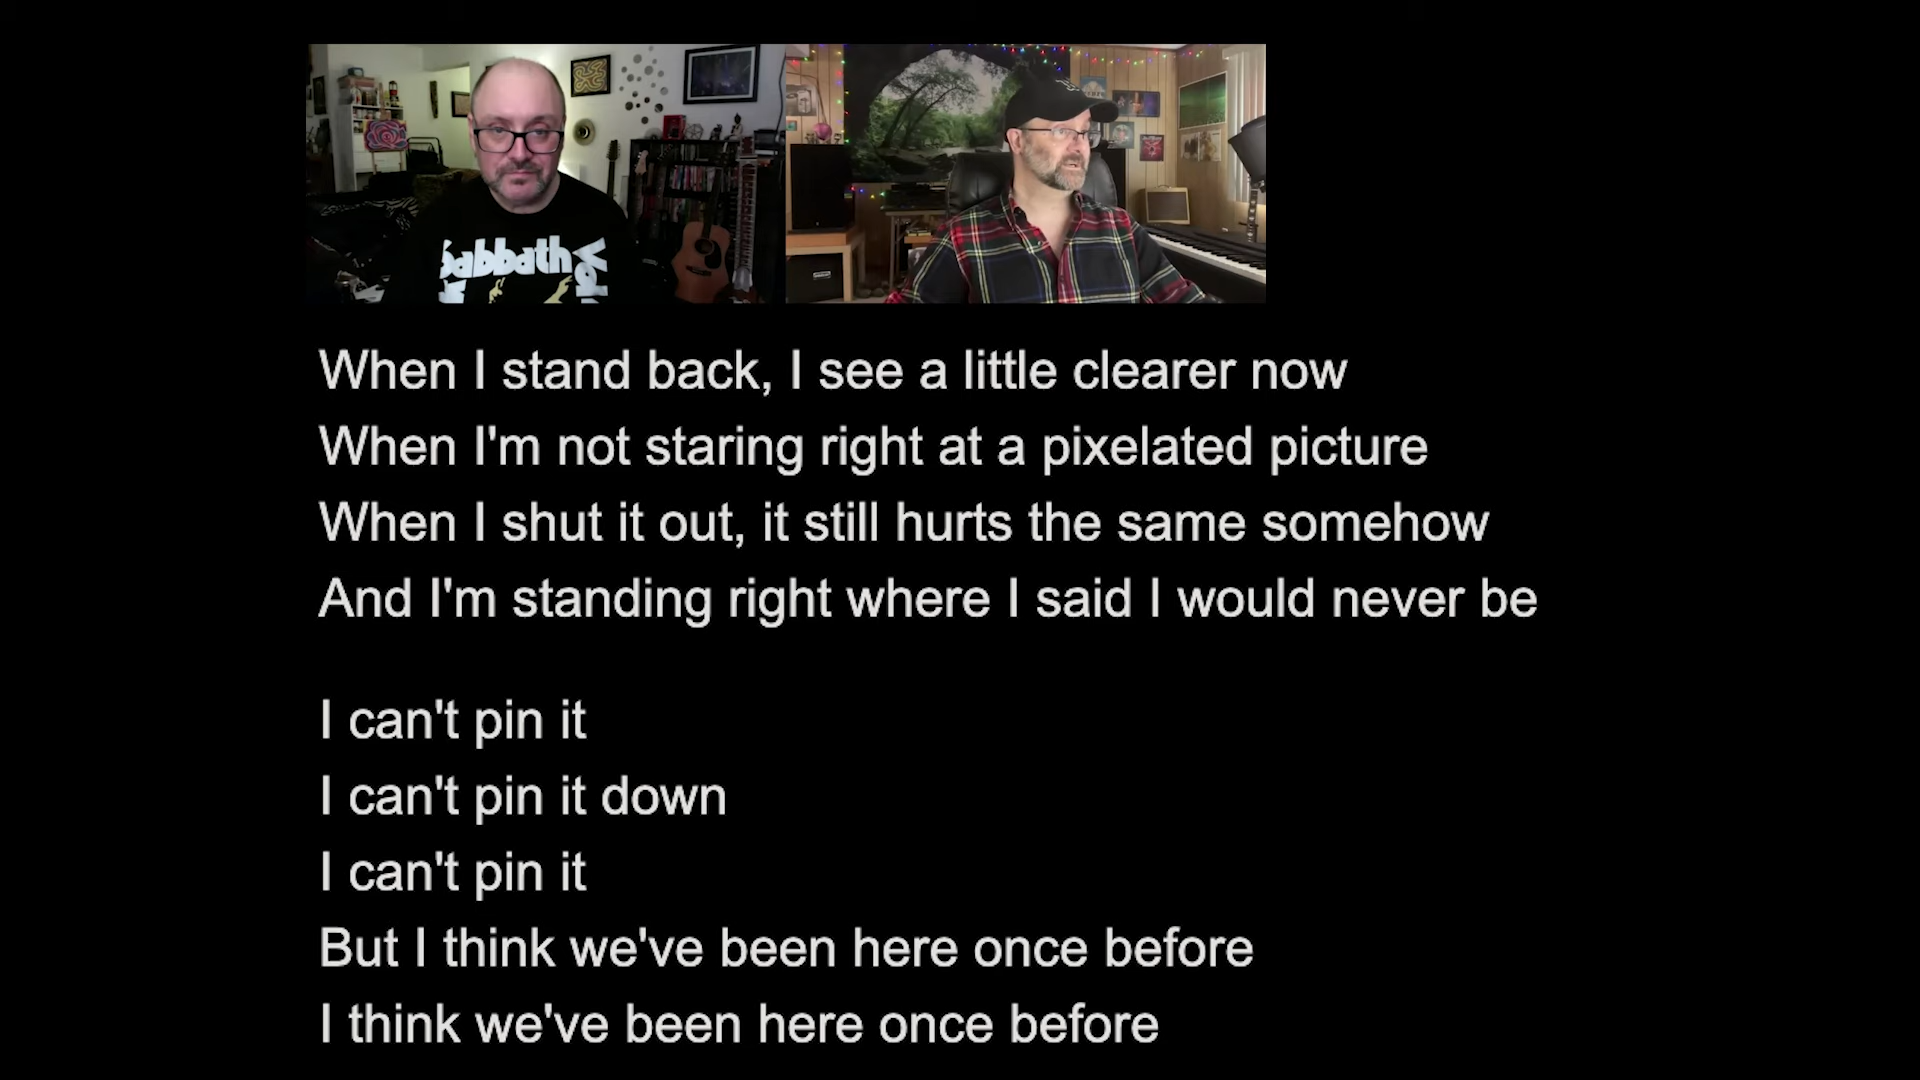 Sabbath
When I stand back, I see a little clearer now
When I'm not staring right at a pixelated picture
When I shut it out, it still hurts the same somehow
And I'm standing right where I said I would never be
I can't pin it
I can't pin it down
I can't pin it
But I think we've been here once before
I think we've been here once before